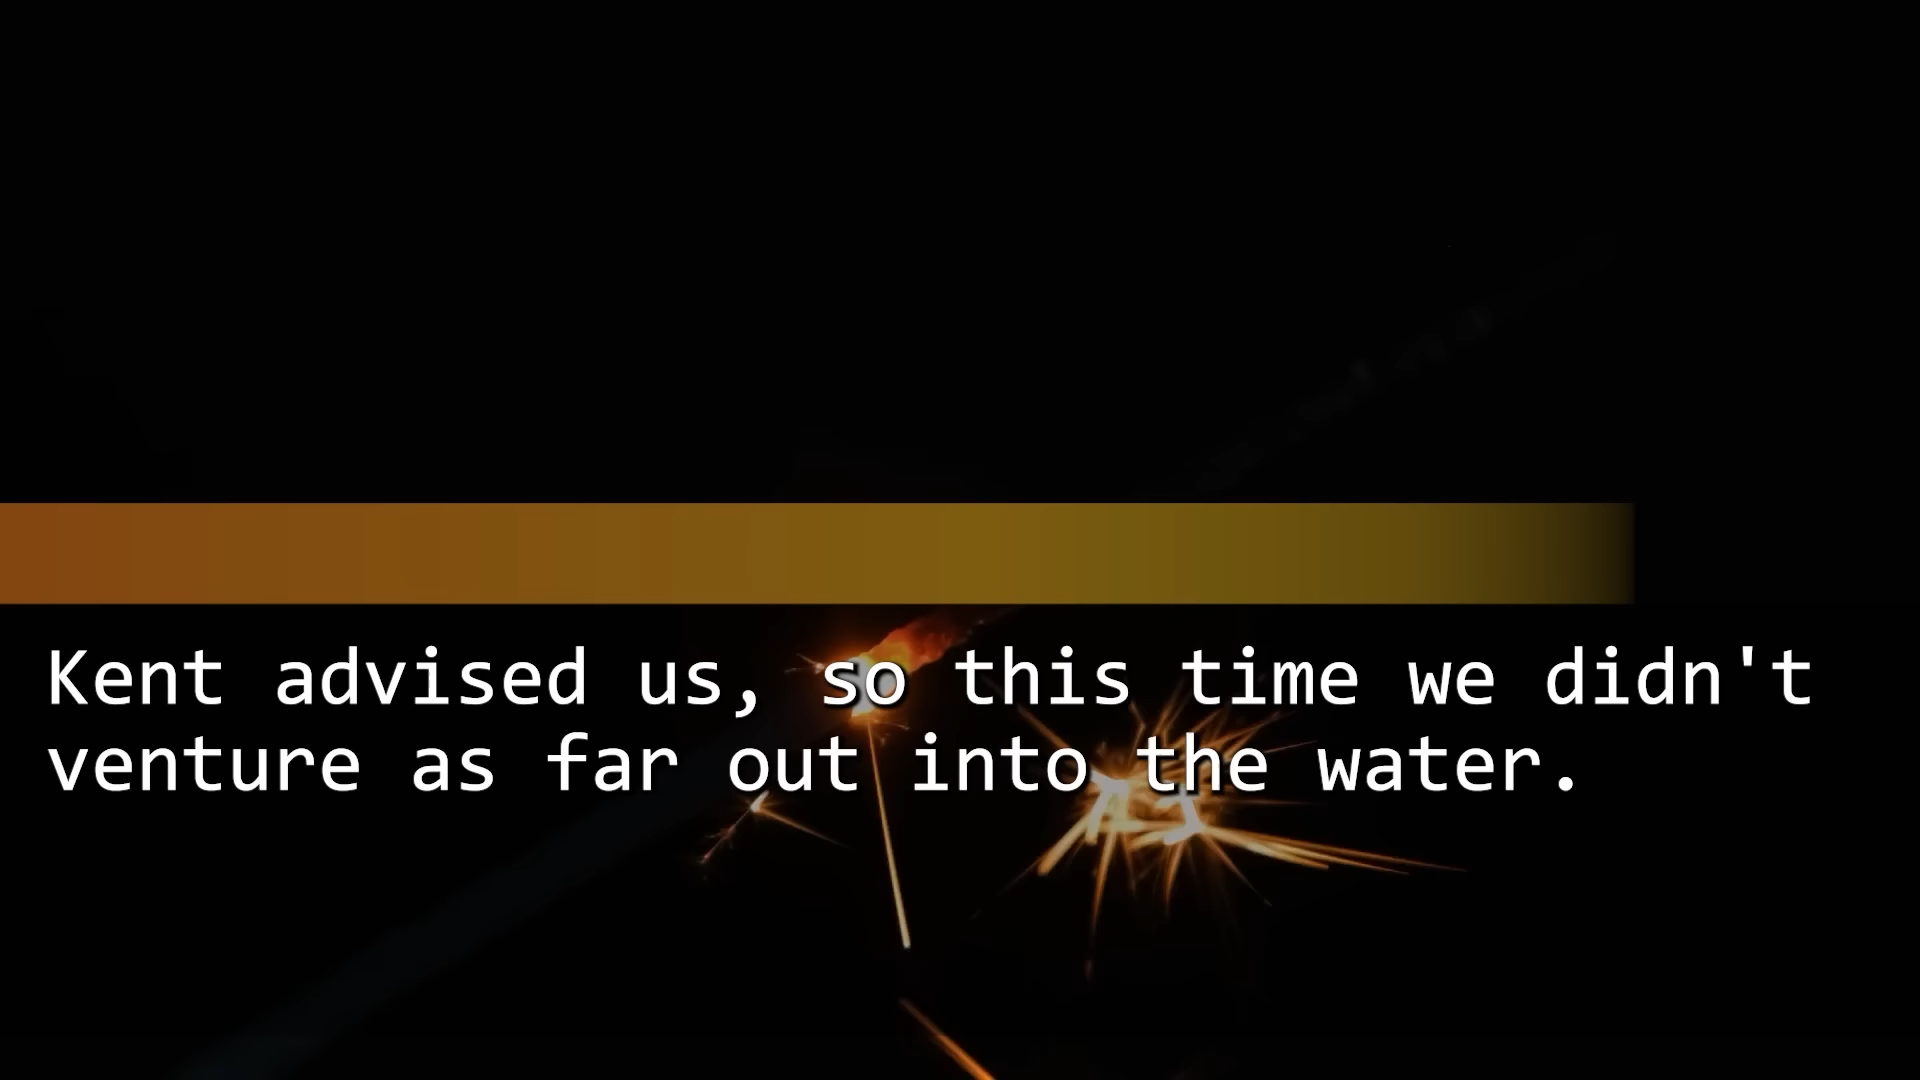 Kent advised us, so this time we didn't
venture as far out into the water.